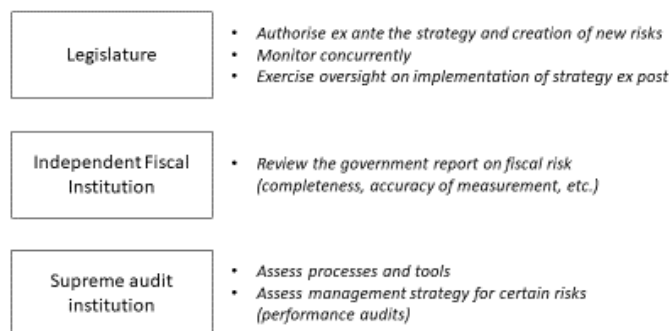 Legislature
• Authorise ex ante the strategy and creation of new risks
• Monitor concurrently
• Exercise oversight on implementation of strategy ex post
Independent Fiscal
Institution
• Review the government report on fiscal risk
(completeness, accuracy of measurement, etc.)
Supreme audit
institution
• Assess processes and tools
• Assess management strategy for certain risks
(performance audits)